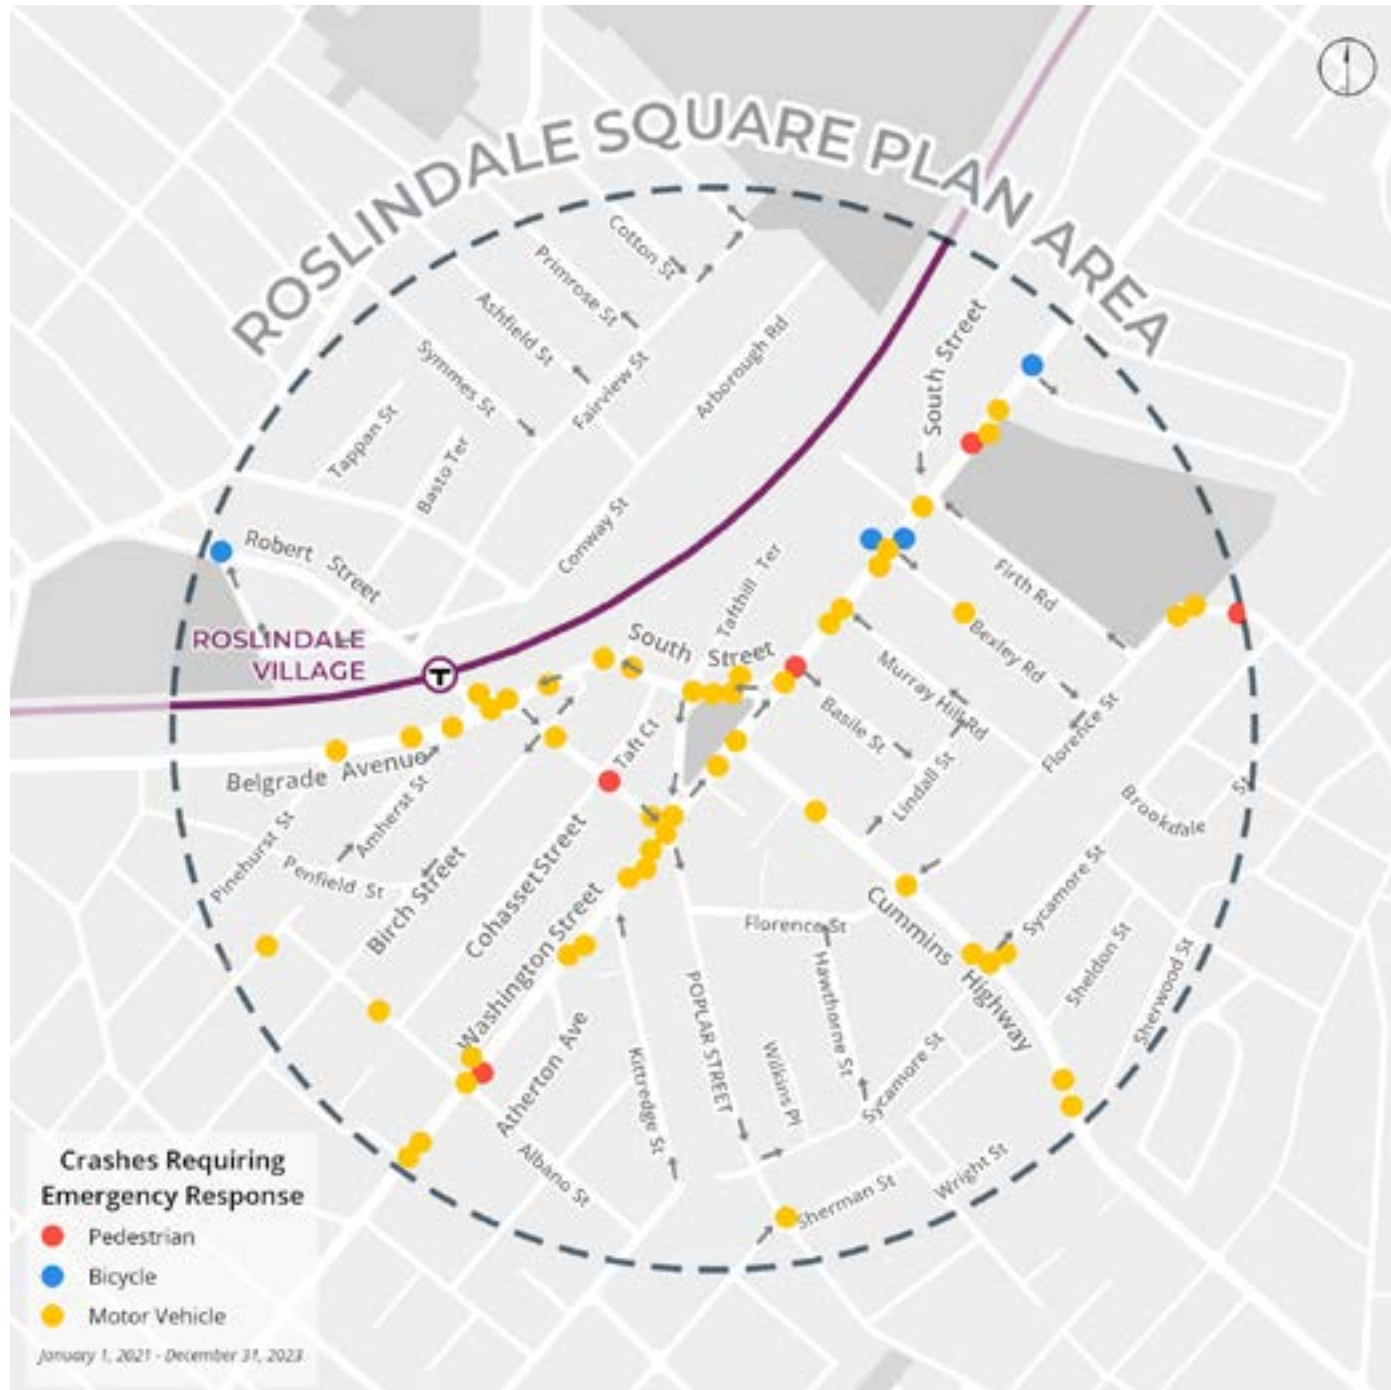 ROSLINDALE SQUARE PLAN AREA
Cotton St
Primrose St
Ashfield St
Symmes St
Fairview St
Arborough Rd
South Street
Tappan St
Basto Ter
Conway St
Robert Street
Firth Rd
Tafthill Ter
ROSLINDALE
VILLAGE
T
South Street
Bexley Rd
Murray Hill Rd
Basile St
Florence St
Taft Ct
Lindall St
Belgrade Avenue
Amherst St
Pinehurst St
Penfield St
Birch Street
Cohasset Street
Washington Street
Brookdale St
Sycamore St
Cummins Highway
Florence St
Hawthorne St
Sheldon St
Sherwood St
POPLAR STREET
Wilkins Pl
Kittredge St
Atherton Ave
Sycamore St
Albano St
Sherman St
Wright St
Crashes Requiring
Emergency Response
Pedestrian
Bicycle
Motor Vehicle
January 1, 2021 - December 31, 2023